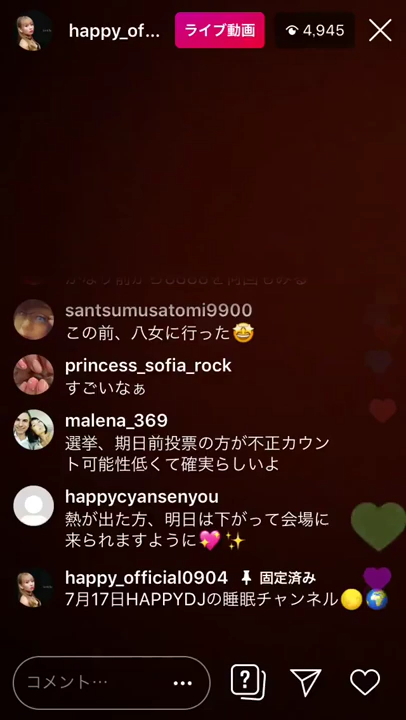 happy_of...
ライブ動画
4,945
santsumusatomi9900
この前、八女に行った🤩
princess_sofia_rock
すごいなぁ
malena_369
選挙、期日前投票の方が不正カウン
ト可能性低くて確実らしいよ
happycyansenyou
熱が出た方、明日は下がって会場に
来られますように💖✨
happy_official0904 固定済み
7月17日HAPPYDJの睡眠チャンネル🌕🌍
コメント…